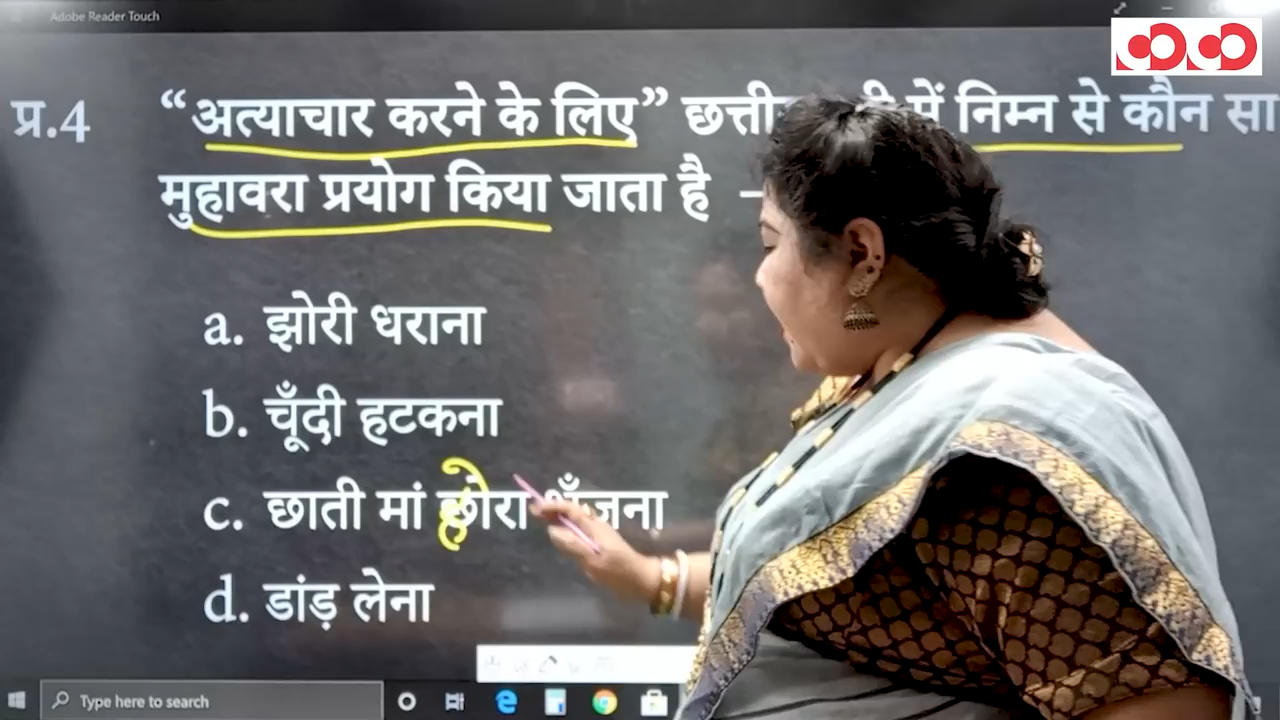 Adobe Reader Touch
प्र.4 “अत्याचार करने के लिए” में निम्न से कौन सा
मुहावरा प्रयोग किया जाता है –
a. झोरी धराना
b. चूँदी हटकना
c. छाती मां
d. डांड़ लेना
Type here to search